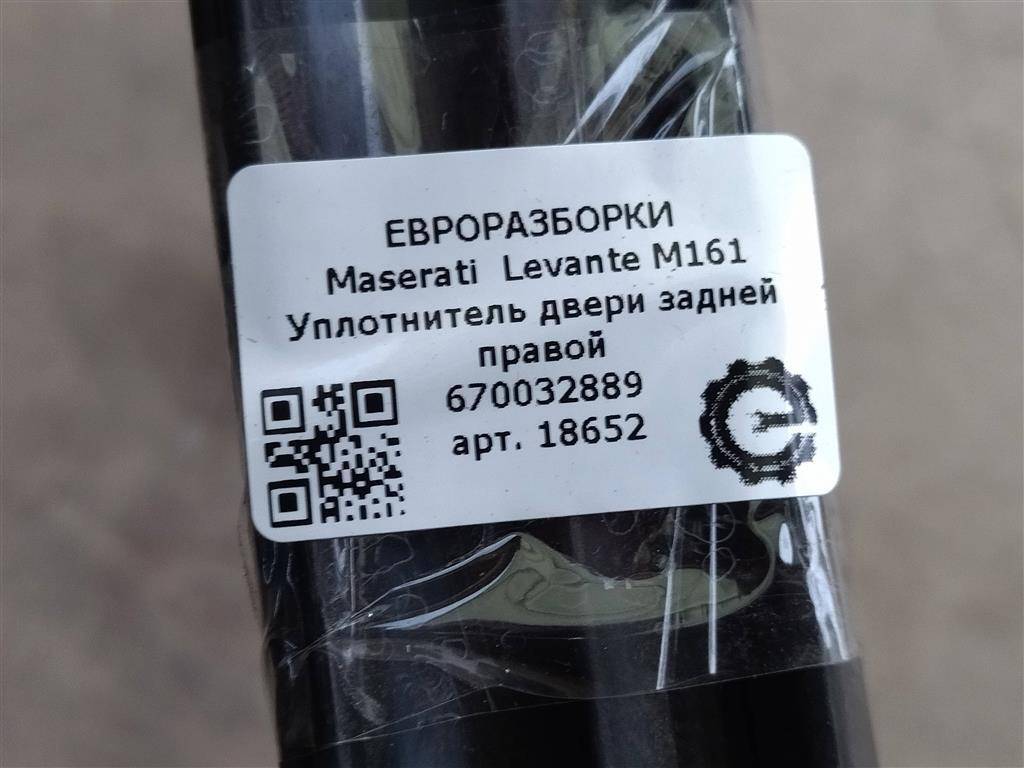 ЕВРОРАЗБОРКИ
Maserati Levante M161
Уплотнитель двери задней
правой
670032889
арт. 18652